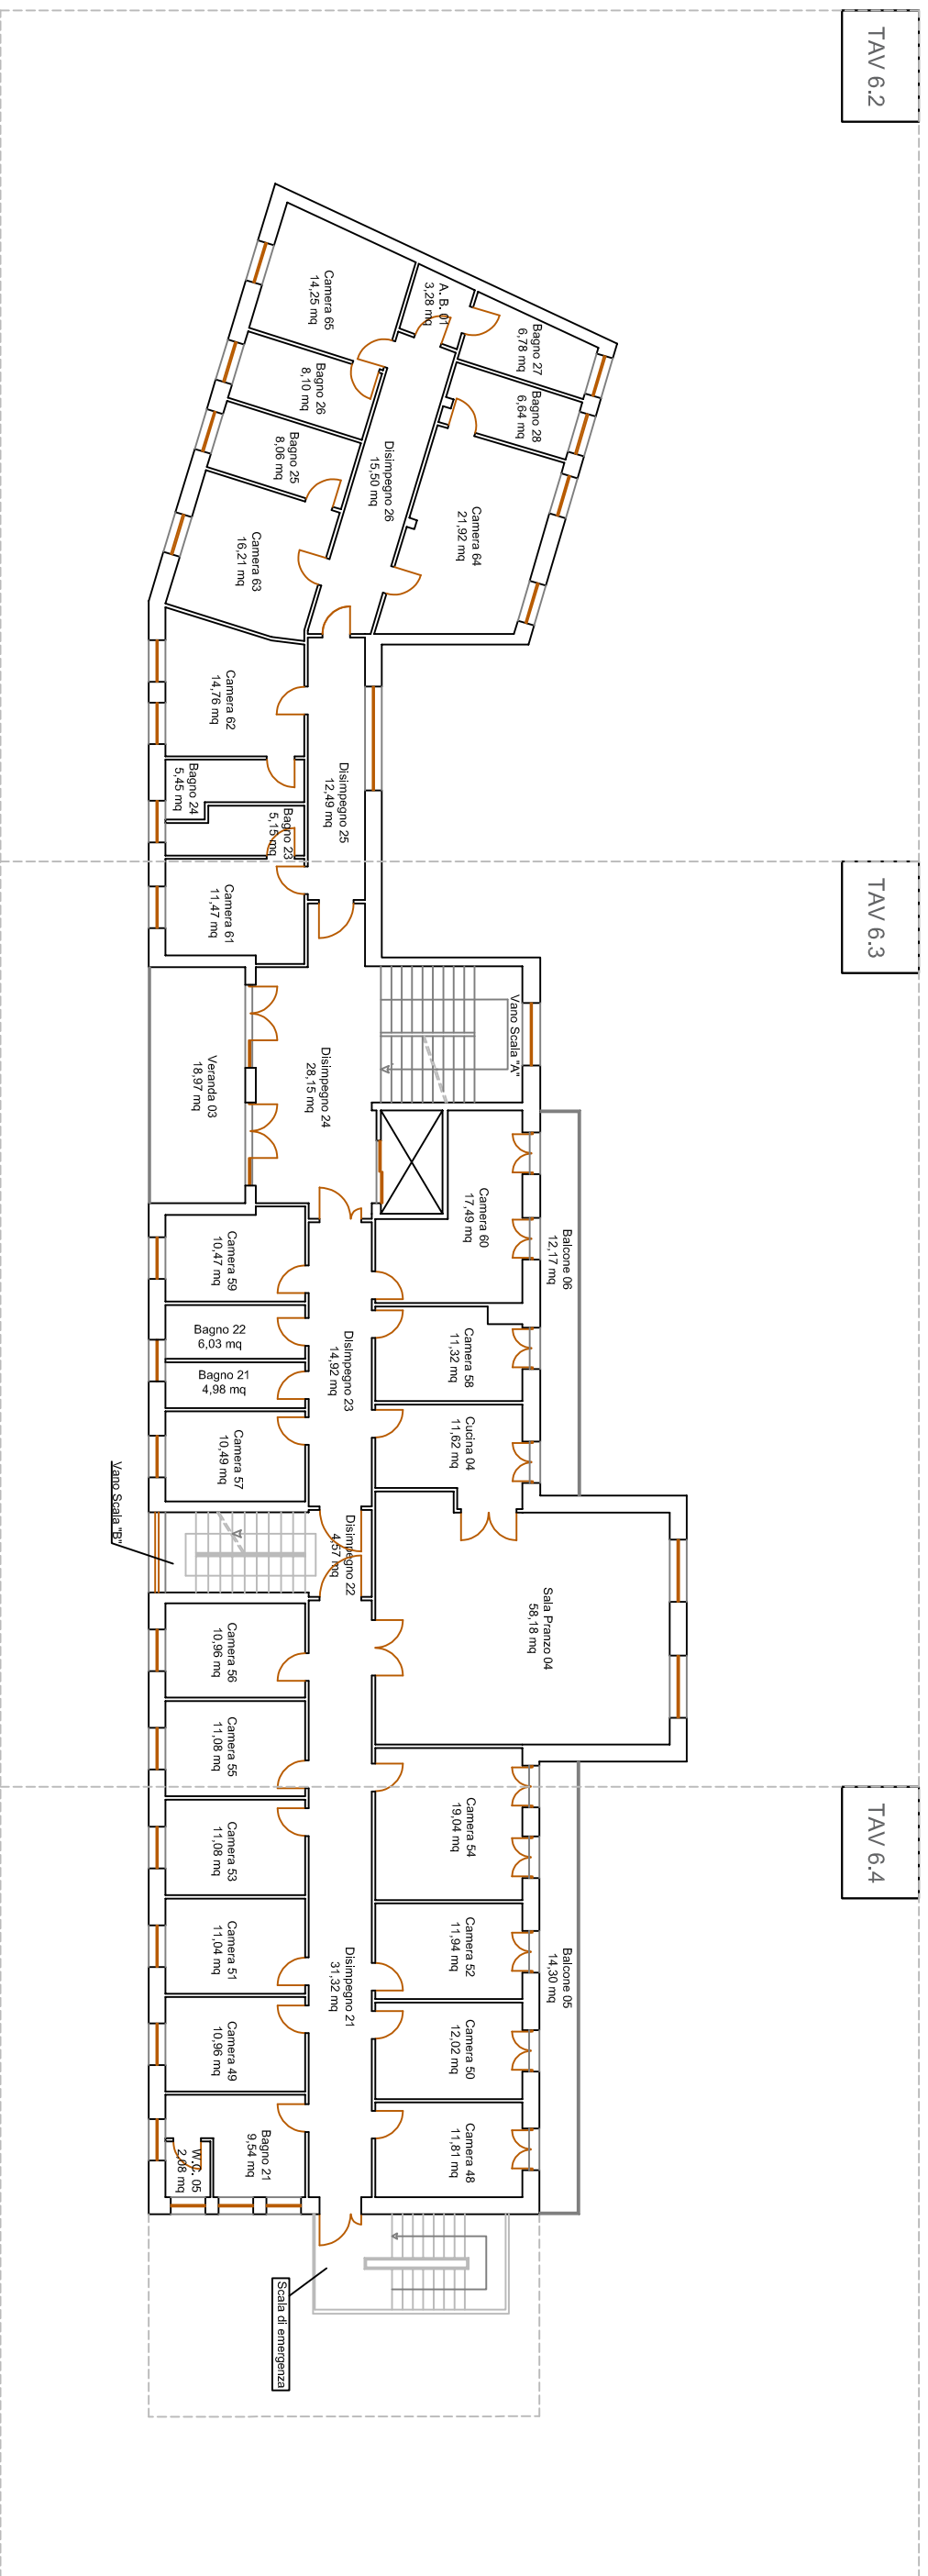 TAV 6.2
Camera 65
14,25 mq
A. B. 01
3,28 mq
Bagno 27
6,78 mq
Bagno 28
6,64 mq
Bagno 26
8,10 mq
Bagno 25
8,06 mq
Disimpegno 26
15,50 mq
Camera 64
21,92 mq
Camera 63
16,21 mq
Camera 62
14,76 mq
Bagno 24
5,45 mq
Bagno 23
5,15 mq
Disimpegno 25
12,49 mq
TAV 6.3
Camera 61
11,47 mq
Vano Scala "A"
Veranda 03
18,97 mq
Disimpegno 24
28,15 mq
Camera 60
17,49 mq
Balcone 06
12,17 mq
Camera 59
10,47 mq
Bagno 22
6,03 mq
Bagno 21
4,98 mq
Disimpegno 23
14,92 mq
Camera 58
11,32 mq
Cucina 04
11,62 mq
Camera 57
10,49 mq
Vano Scala "B"
Disimpegno 22
4,57 mq
Sala Pranzo 04
58,18 mq
Camera 56
10,96 mq
Camera 55
11,08 mq
TAV 6.4
Camera 54
19,04 mq
Camera 53
11,08 mq
Camera 52
11,94 mq
Camera 51
11,04 mq
Disimpegno 21
31,32 mq
Balcone 05
14,30 mq
Camera 50
12,02 mq
Camera 49
10,96 mq
Camera 48
11,81 mq
Bagno 21
9,54 mq
W.C. 05
2,08 mq
Scala di emergenza